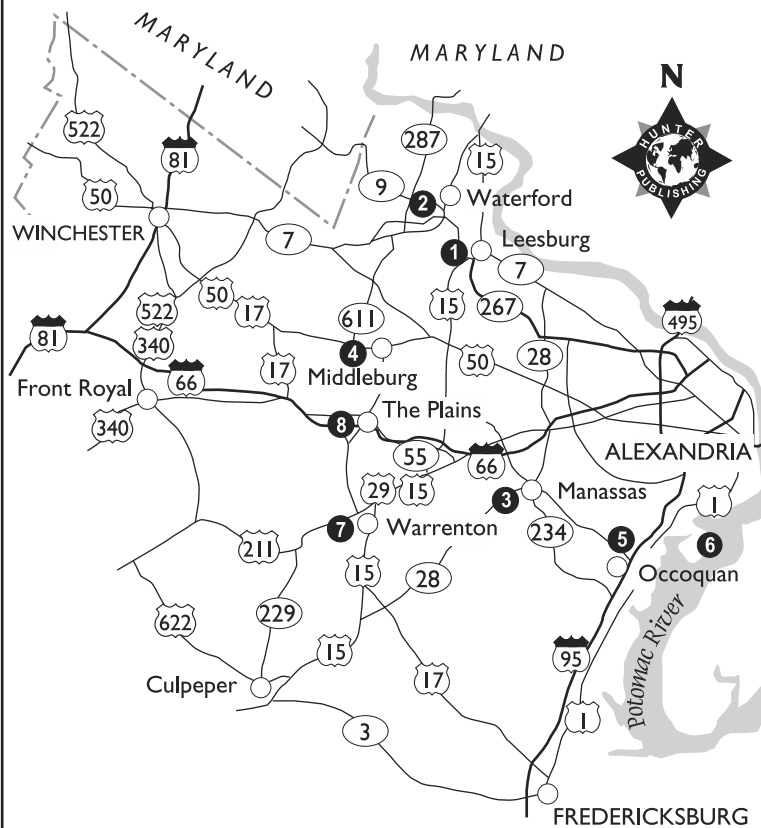 MARYLAND
MARYLAND
N
HUNTER
PUBLISHING
522
81
287
15
9
2
Waterford
50
WINCHESTER
7
1
Leesburg
7
50
522
17
15
267
495
81
340
611
28
4
Middleburg
50
Front Royal
66
17
340
The Plains
8
55
66
ALEXANDRIA
29
15
3
Manassas
1
7
Warrenton
234
5
6
211
15
28
Occoquan
622
229
15
95
Potomac River
Culpeper
17
1
3
FREDERICKSBURG